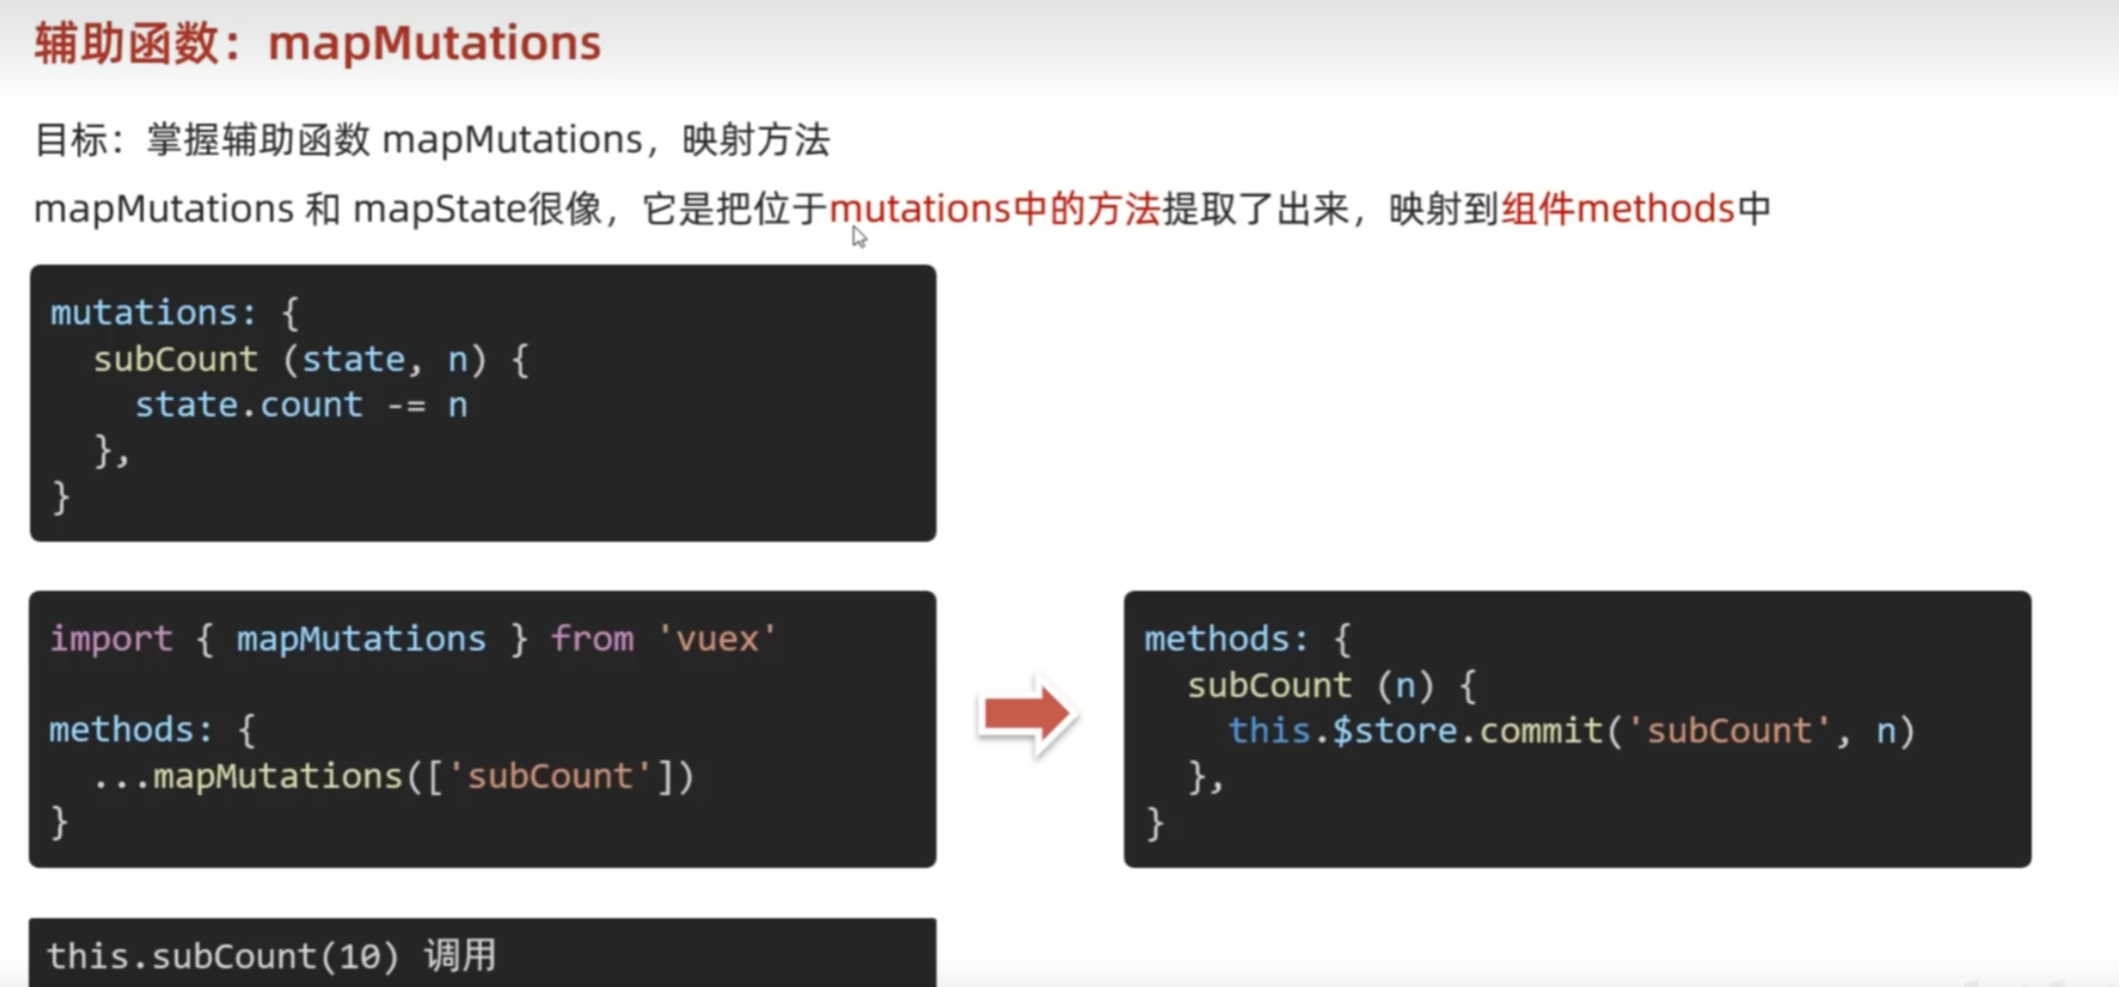 辅助函数：mapMutations
目标：掌握辅助函数 mapMutations，映射方法
mapMutations 和 mapState很像，它是把位于mutations中的方法提取了出来，映射到组件methods中
mutations: {
  subCount (state, n) {
    state.count -= n
  },
}
import { mapMutations } from 'vuex'
methods: {
  ...mapMutations(['subCount'])
}
methods: {
  subCount (n) {
    this.$store.commit('subCount', n)
  },
}
this.subCount(10) 调用